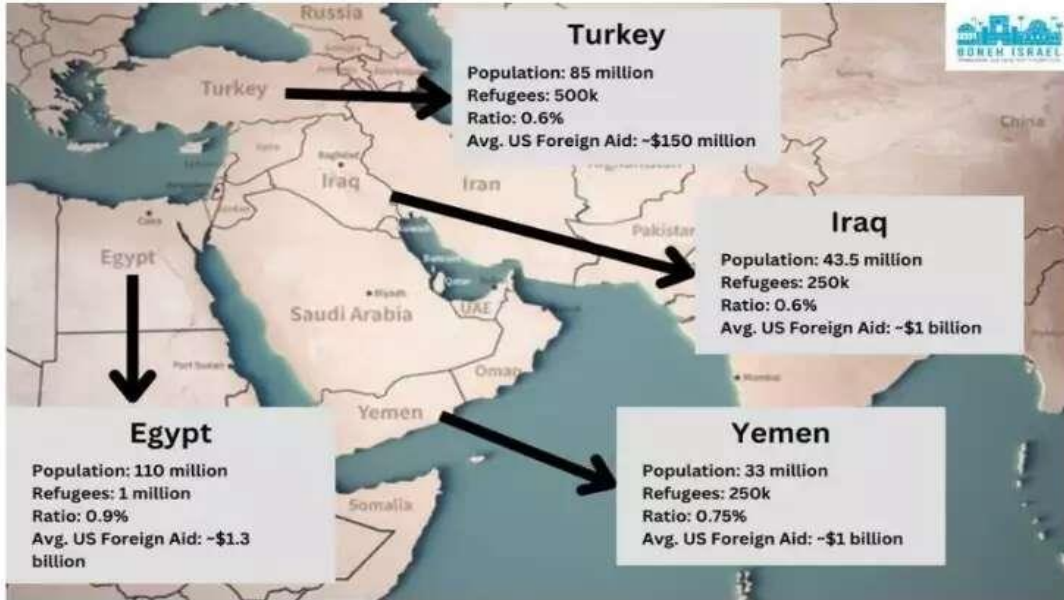 Russia
Turkey
Population: 85 million
Refugees: 500k
Ratio: 0.6%
Avg. US Foreign Aid: ~$150 million
BONEH ISRAEL
Turkey
China
Baghdad
Iraq
Iran
Pakistan
Iraq
Population: 43.5 million
Refugees: 250k
Ratio: 0.6%
Avg. US Foreign Aid: ~$1 billion
Cairo
Egypt
Bahrain
Qatar
Riyadh
UAE
Saudi Arabia
Port Sudan
Oman
Mumbai
Yemen
Egypt
Population: 110 million
Refugees: 1 million
Ratio: 0.9%
Avg. US Foreign Aid: ~$1.3
billion
Somalia
Yemen
Population: 33 million
Refugees: 250k
Ratio: 0.75%
Avg. US Foreign Aid: ~$1 billion